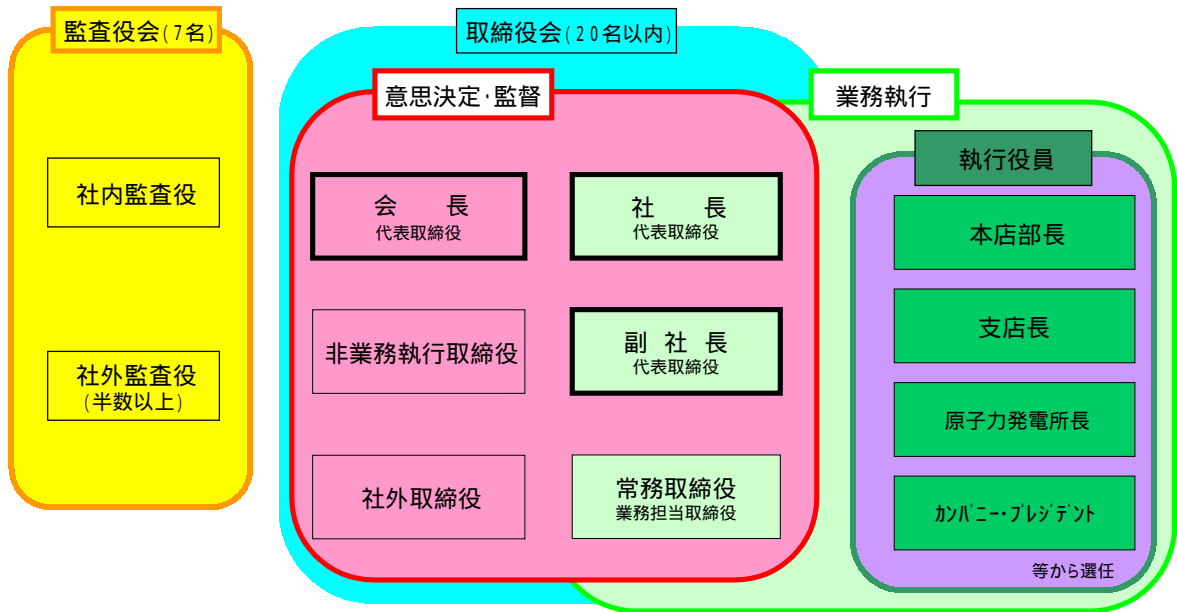 監査役会(7名)
社内監査役
社外監査役
(半数以上)
取締役会(20名以内)
意思決定・監督
会　長
代表取締役
社　長
代表取締役
非業務執行取締役
副 社 長
代表取締役
社外取締役
常務取締役
業務担当取締役
業務執行
執行役員
本店部長
支店長
原子力発電所長
ｶﾝﾊﾟﾆｰ・ﾌﾟﾚｼﾞﾃﾞﾝﾄ
等から選任